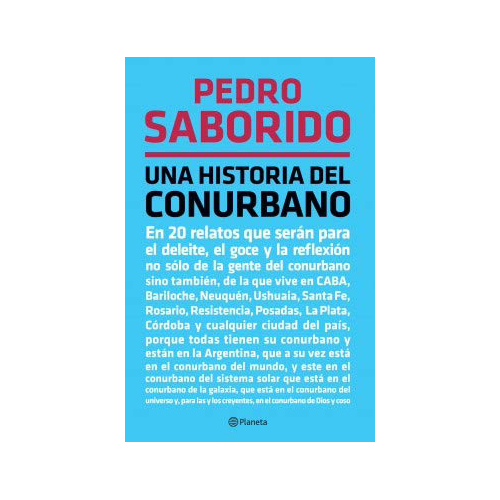 PEDRO
SABORIDO
UNA HISTORIA DEL
CONURBANO
En 20 relatos que serán para
el deleite, el goce y la reflexión
no sólo de la gente del conurbano
sino también, de la que vive en CABA,
Bariloche, Neuquén, Ushuaia, Santa Fe,
Rosario, Resistencia, Posadas, La Plata,
Córdoba y cualquier ciudad del país,
porque todas tienen su conurbano y
están en la Argentina, que a su vez está
en el conurbano del mundo, y este en el
conurbano del sistema solar que está en el
conurbano de la galaxia, que está en el conurbano del
universo y, para las y los creyentes, en el conurbano de Dios y coso
Planeta